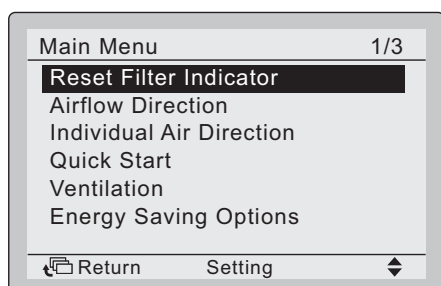 Main Menu 1/3
Reset Filter Indicator
Airflow Direction
Individual Air Direction
Quick Start
Ventilation
Energy Saving Options
Return Setting